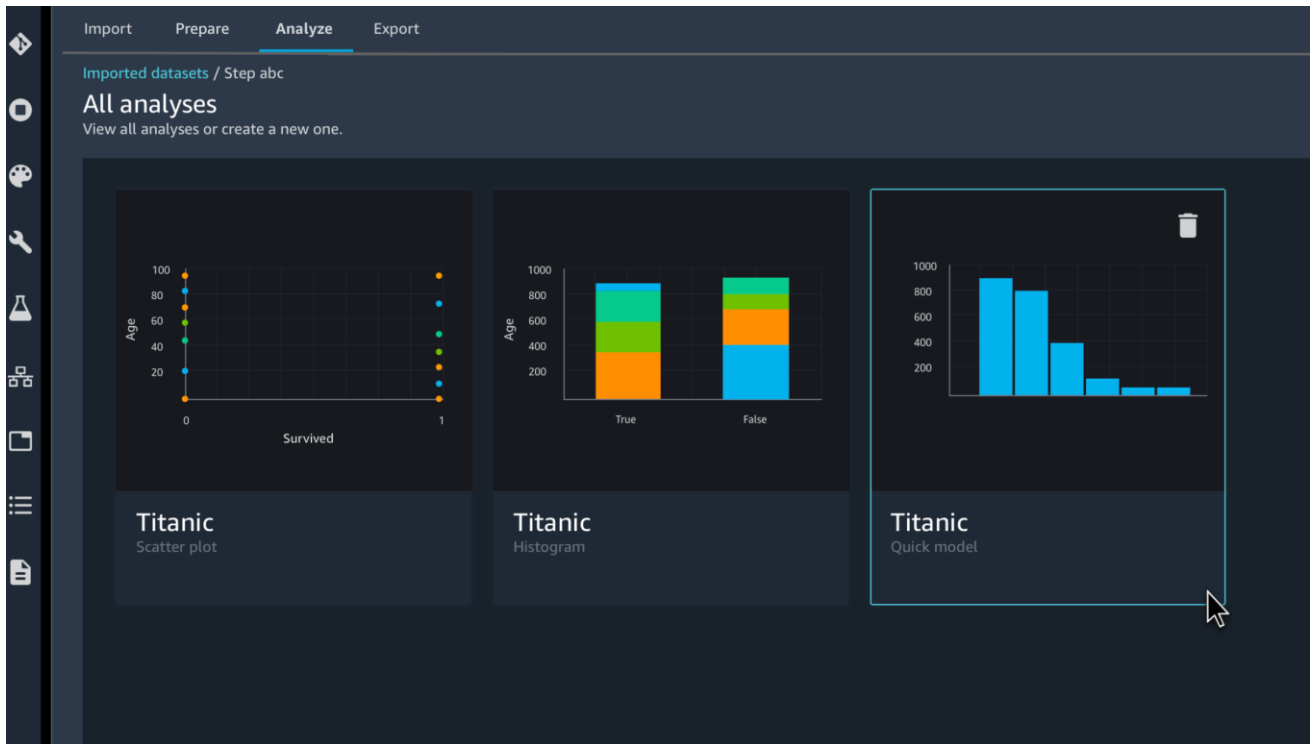 Import Prepare Analyze Export
Imported datasets / Step abc
All analyses
View all analyses or create a new one.
100
80
60
40
20
Age
0 1
Survived
Titanic
Scatter plot
1000
800
600
400
200
Age
True False
Titanic
Histogram
1000
800
600
400
200
Titanic
Quick model